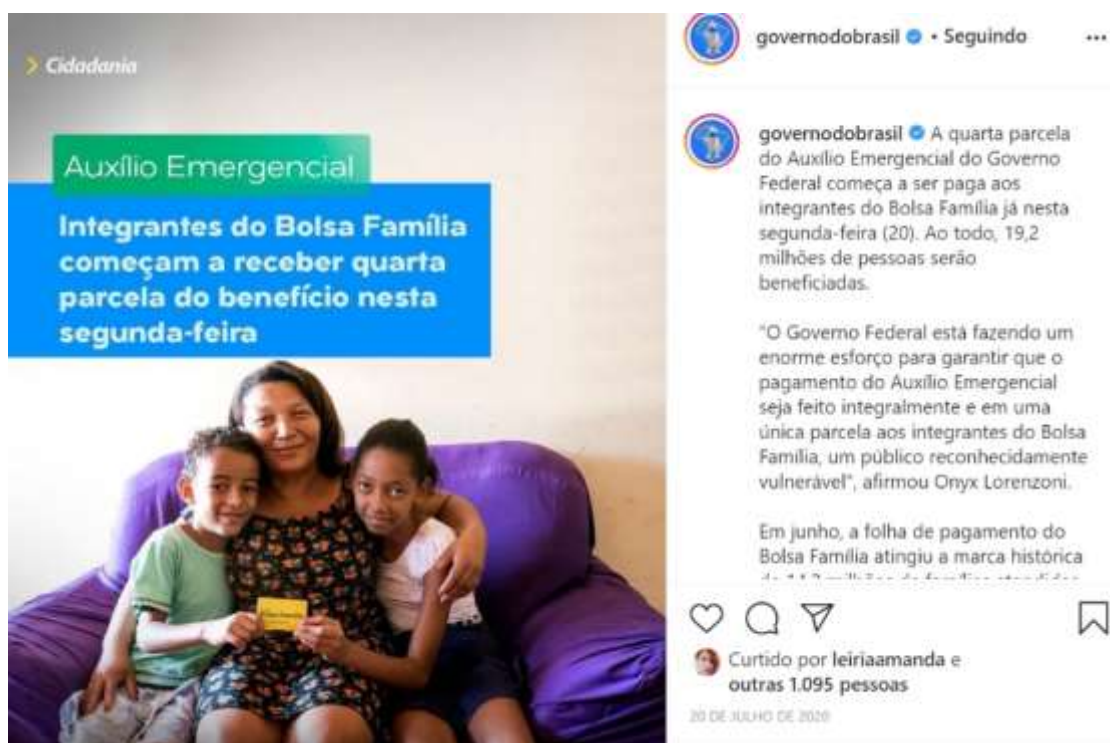 Cidadania
Auxílio Emergencial
Integrantes do Bolsa Família
começam a receber quarta
parcela do benefício nesta
segunda-feira
governodobrasil • Seguindo
governodobrasil A quarta parcela
do Auxílio Emergencial do Governo
Federal começa a ser paga aos
integrantes do Bolsa Família já nesta
segunda-feira (20). Ao todo, 19,2
milhões de pessoas serão
beneficiadas.
"O Governo Federal está fazendo um
enorme esforço para garantir que o
pagamento do Auxílio Emergencial
seja feito integralmente e em uma
única parcela aos integrantes do Bolsa
Família, um público reconhecidamente
vulnerável", afirmou Onyx Lorenzoni.
Em junho, a folha de pagamento do
Bolsa Família atingiu a marca histórica
Curtido por leiriaamanda e
outras 1.095 pessoas
20 DE JULHO DE 2020